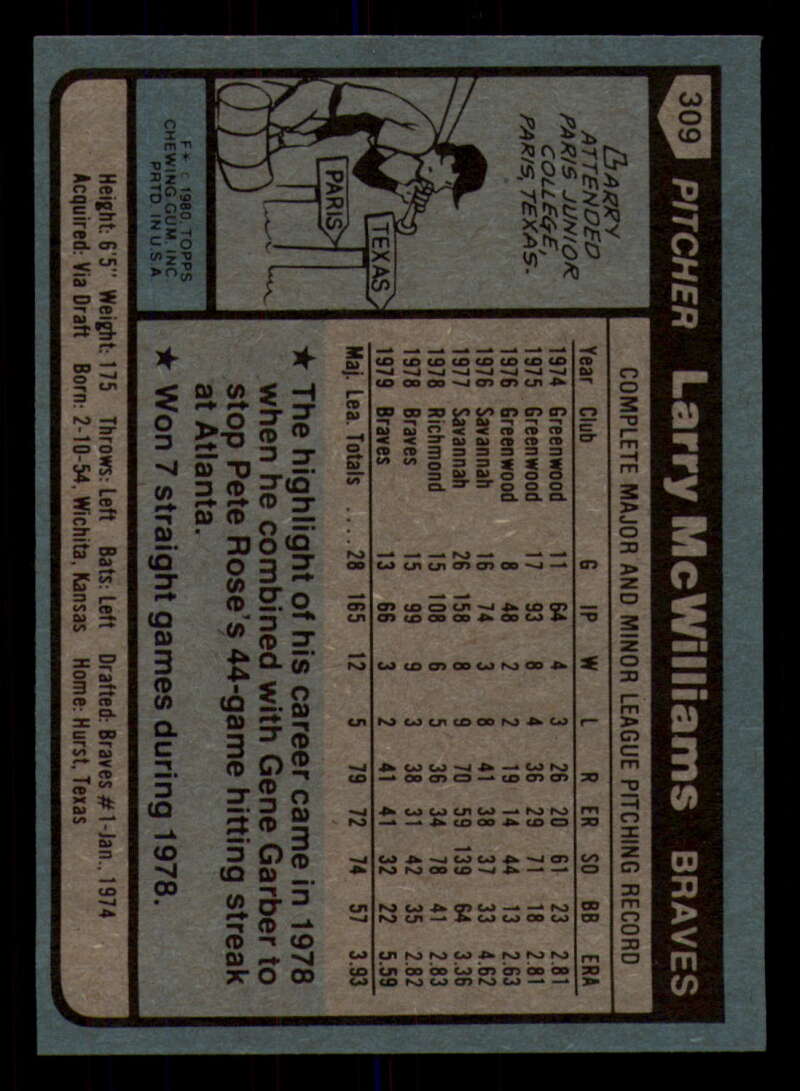 309 PITCHER Larry McWilliams BRAVES
COMPLETE MAJOR AND MINOR LEAGUE PITCHING RECORD
Year Club G IP W L R ER SO BB ERA
1974 Greenwood 11 64 4 3 26 20 61 23 2.81
1975 Greenwood 17 93 8 4 36 29 71 18 2.81
1976 Greenwood 8 48 2 2 19 14 44 13 2.63
1976 Savannah 16 74 3 8 41 38 37 33 4.62
1977 Savannah 26 158 8 9 70 59 139 64 3.36
1978 Richmond 15 108 6 5 36 34 78 41 2.83
1978 Braves 15 99 9 3 38 31 42 35 2.82
1979 Braves 13 66 3 2 41 41 32 22 5.59
Maj. Lea. Totals .... 28 165 12 5 79 72 74 57 3.93
LARRY
ATTENDED
PARIS JUNIOR
COLLEGE,
PARIS, TEXAS.
TEXAS
PARIS
★ The highlight of his career came in 1978
when he combined with Gene Garber to
stop Pete Rose's 44-game hitting streak
at Atlanta.
★ Won 7 straight games during 1978.
F* © 1980 TOPPS
CHEWING GUM, INC
PRTD. IN U S A
Height: 6'5" Weight: 175 Throws: Left Bats: Left Drafted: Braves #1-Jan., 1974
Acquired: Via Draft Born: 2-10-54, Wichita, Kansas Home: Hurst, Texas